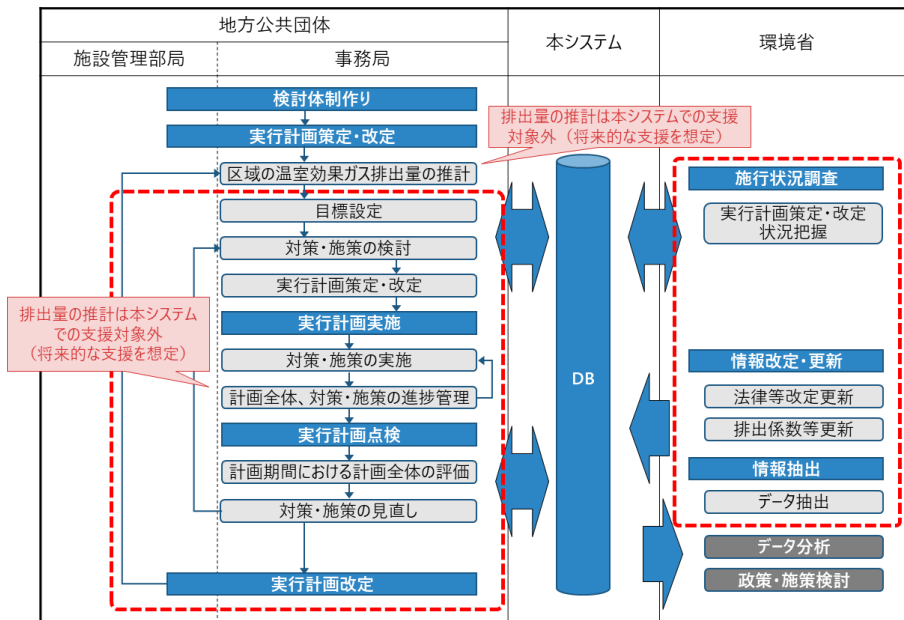 地方公共団体
本システム
環境省
施設管理部局
事務局
検討体制作り
排出量の推計は本システムでの支援
対象外（将来的な支援を想定）
実行計画策定・改定
区域の温室効果ガス排出量の推計
目標設定
対策・施策の検討
実行計画策定・改定
排出量の推計は本システム
での支援対象外
（将来的な支援を想定）
実行計画実施
対策・施策の実施
計画全体、対策・施策の進捗管理
実行計画点検
計画期間における計画全体の評価
対策・施策の見直し
実行計画改定
DB
施行状況調査
実行計画策定・改定
状況把握
情報改定・更新
法律等改定更新
排出係数等更新
情報抽出
データ抽出
データ分析
政策・施策検討